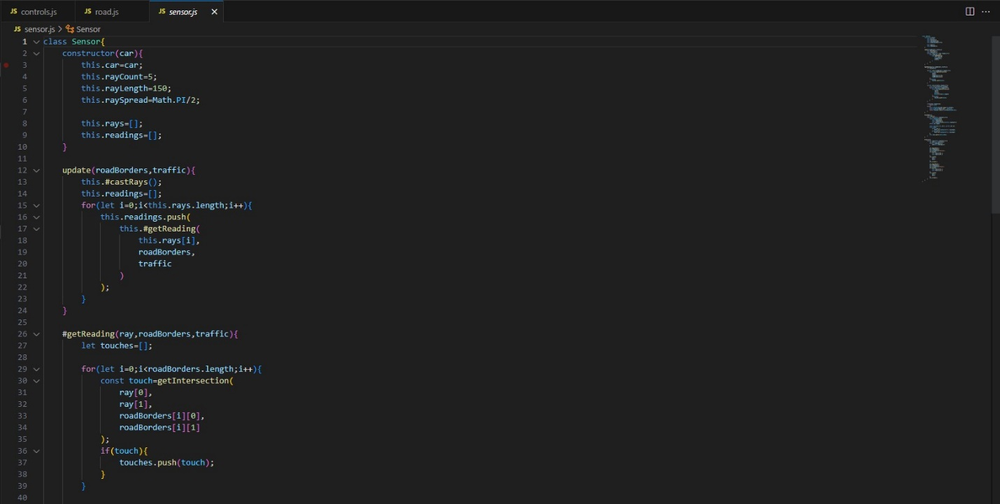 JS controls.js JS road.js JS sensor.js ✕ ···
JS sensor.js > Sensor
1 class Sensor{
2     constructor(car){
3         this.car=car;
4         this.rayCount=5;
5         this.rayLength=150;
6         this.raySpread=Math.PI/2;
7
8         this.rays=[];
9         this.readings=[];
10     }
11
12     update(roadBorders,traffic){
13         this.#castRays();
14         this.readings=[];
15         for(let i=0;i<this.rays.length;i++){
16             this.readings.push(
17                 this.#getReading(
18                     this.rays[i],
19                     roadBorders,
20                     traffic
21                 )
22             );
23         }
24     }
25
26     #getReading(ray,roadBorders,traffic){
27         let touches=[];
28
29         for(let i=0;i<roadBorders.length;i++){
30             const touch=getIntersection(
31                 ray[0],
32                 ray[1],
33                 roadBorders[i][0],
34                 roadBorders[i][1]
35             );
36             if(touch){
37                 touches.push(touch);
38             }
39         }
40